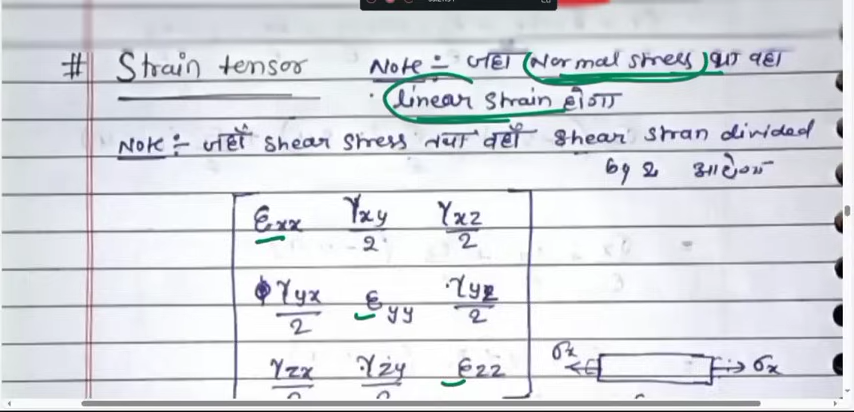 # Strain tensor Note :- जहाँ Normal stress था वहा
linear strain होगा
Note :- जहाँ shear stress वहाँ shear stran divided
by 2 आयेगा
εxx γxy/2 γxz/2
γyx/2 εyy γyz/2
γzx γzy εzz
σx σx